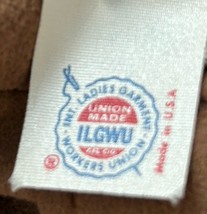 INT. LADIES GARMENT WORKERS UNION
UNION
MADE
ILGWU
AFL CIO
®
MADE IN U.S.A